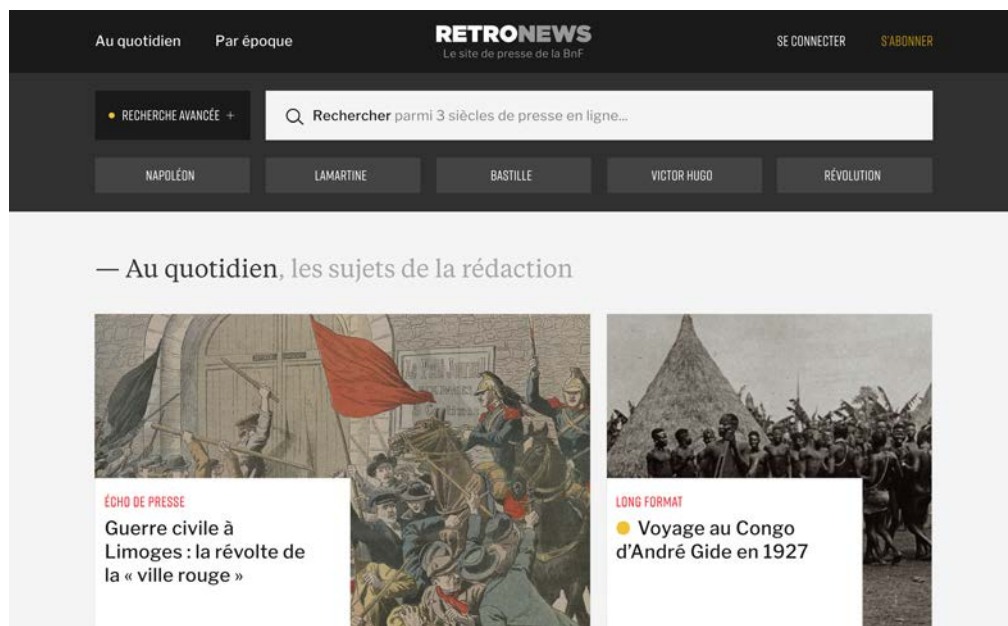 Au quotidien Par époque RETRONEWS SE CONNECTER S'ABONNER
Le site de presse de la BnF
RECHERCHE AVANCÉE + Rechercher parmi 3 siècles de presse en ligne...
NAPOLÉON LAMARTINE BASTILLE VICTOR HUGO RÉVOLUTION
— Au quotidien, les sujets de la rédaction
Le Petit Journal
ÉCHO DE PRESSE
Guerre civile à
Limoges : la révolte de
la « ville rouge »
LONG FORMAT
Voyage au Congo
d'André Gide en 1927